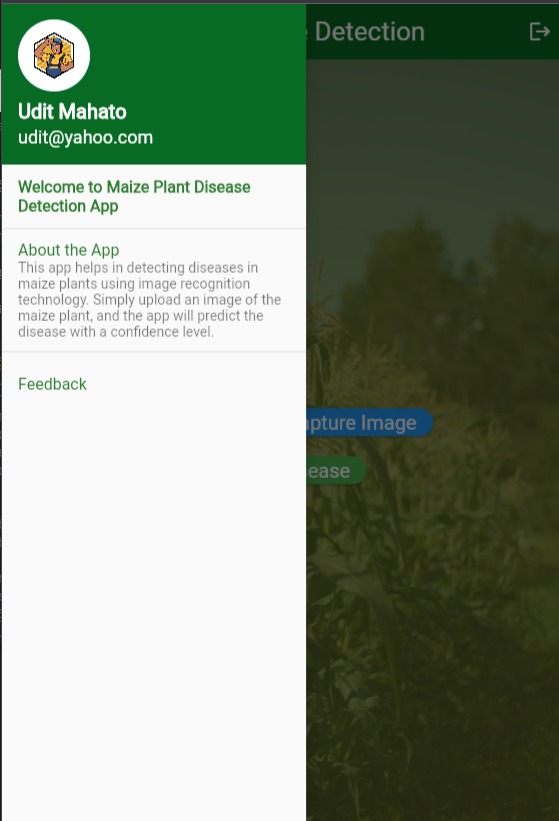 Detection
Udit Mahato
udit@yahoo.com
Welcome to Maize Plant Disease
Detection App
About the App
This app helps in detecting diseases in
maize plants using image recognition
technology. Simply upload an image of the
maize plant, and the app will predict the
disease with a confidence level.
Feedback
pture Image
ease